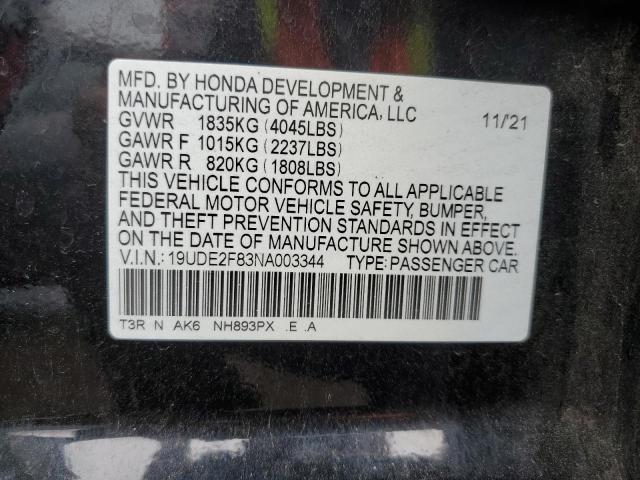 MFD. BY HONDA DEVELOPMENT &
MANUFACTURING OF AMERICA, LLC 11/'21
GVWR 1835KG (4045LBS)
GAWR F 1015KG (2237LBS)
GAWR R 820KG (1808LBS)
THIS VEHICLE CONFORMS TO ALL APPLICABLE
FEDERAL MOTOR VEHICLE SAFETY, BUMPER,
AND THEFT PREVENTION STANDARDS IN EFFECT
ON THE DATE OF MANUFACTURE SHOWN ABOVE.
V.I.N.: 19UDE2F83NA003344 TYPE: PASSENGER CAR
T3R N AK6 NH893PX .E .A